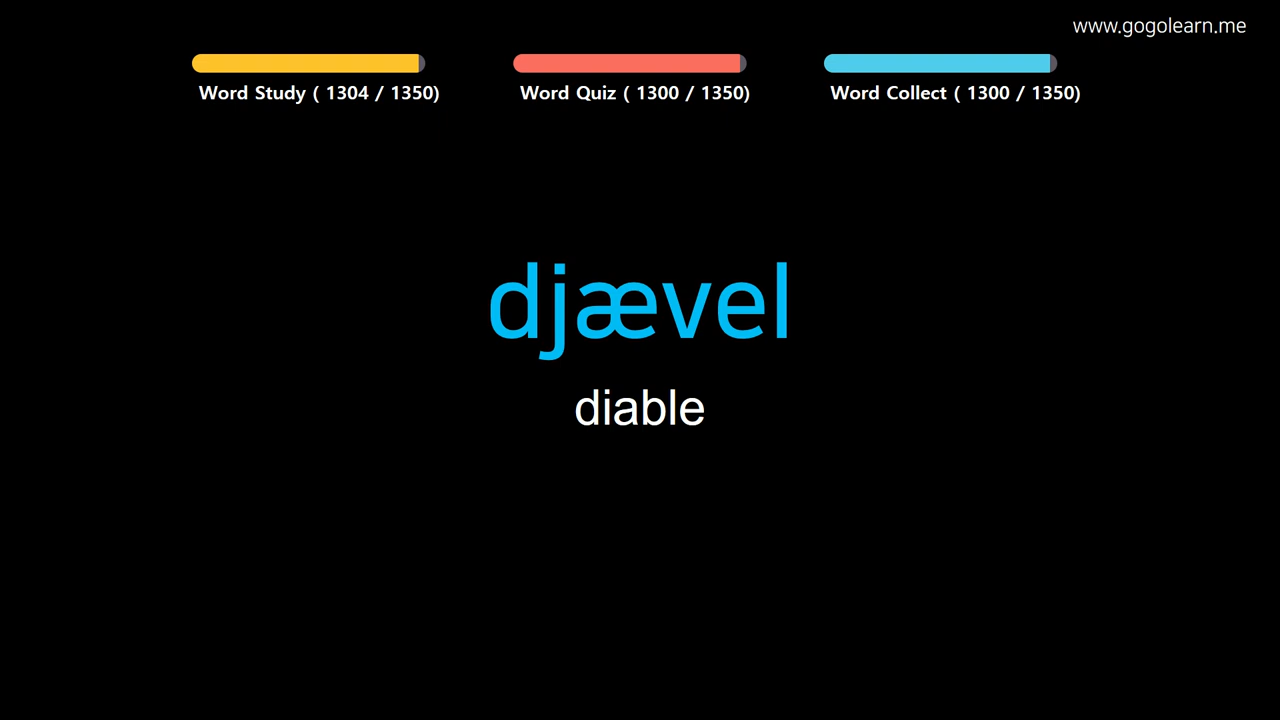 www.gogolearn.me
Word Study ( 1304 / 1350)
Word Quiz ( 1300 / 1350)
Word Collect ( 1300 / 1350)
djævel
diable